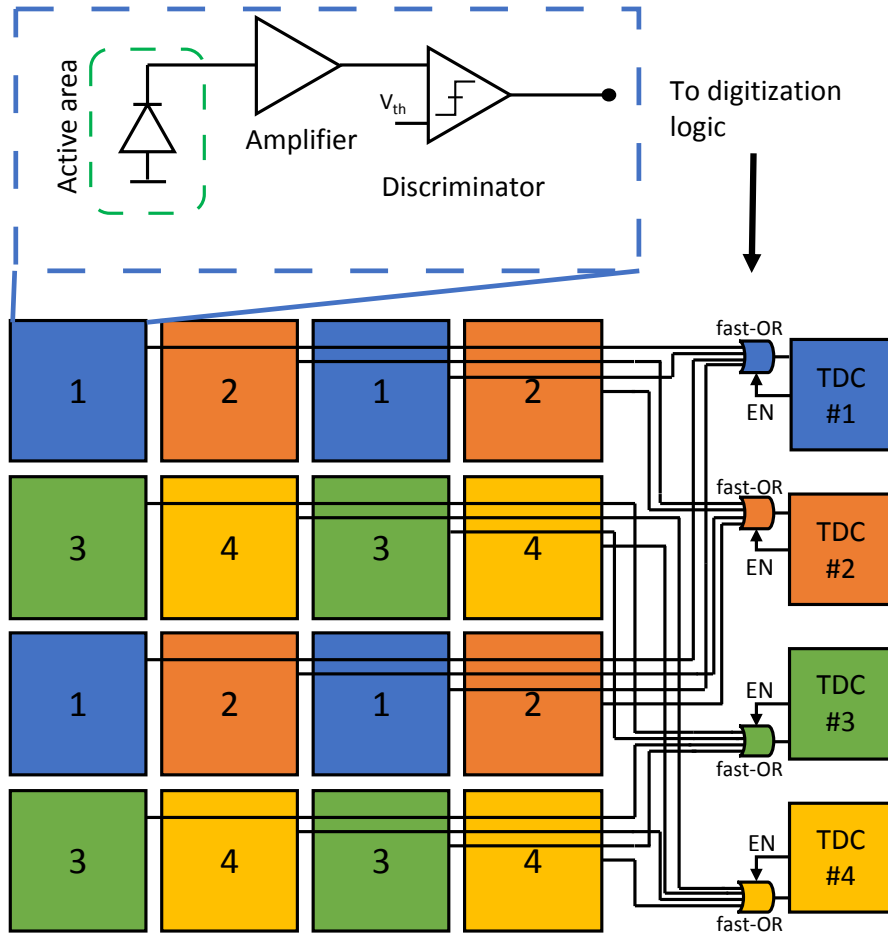 Active area
Amplifier
V_th
Discriminator
To digitization
logic
1 2 1 2
fast-OR
EN
TDC
#1
3 4 3 4
fast-OR
EN
TDC
#2
1 2 1 2
EN
fast-OR
TDC
#3
3 4 3 4
EN
fast-OR
TDC
#4